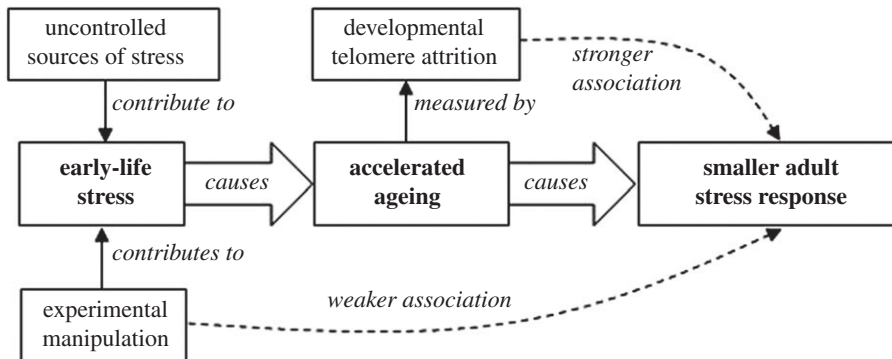 uncontrolled
sources of stress
developmental
telomere attrition
stronger
association
contribute to
measured by
early-life
stress
causes
accelerated
ageing
causes
smaller adult
stress response
contributes to
experimental
manipulation
weaker association